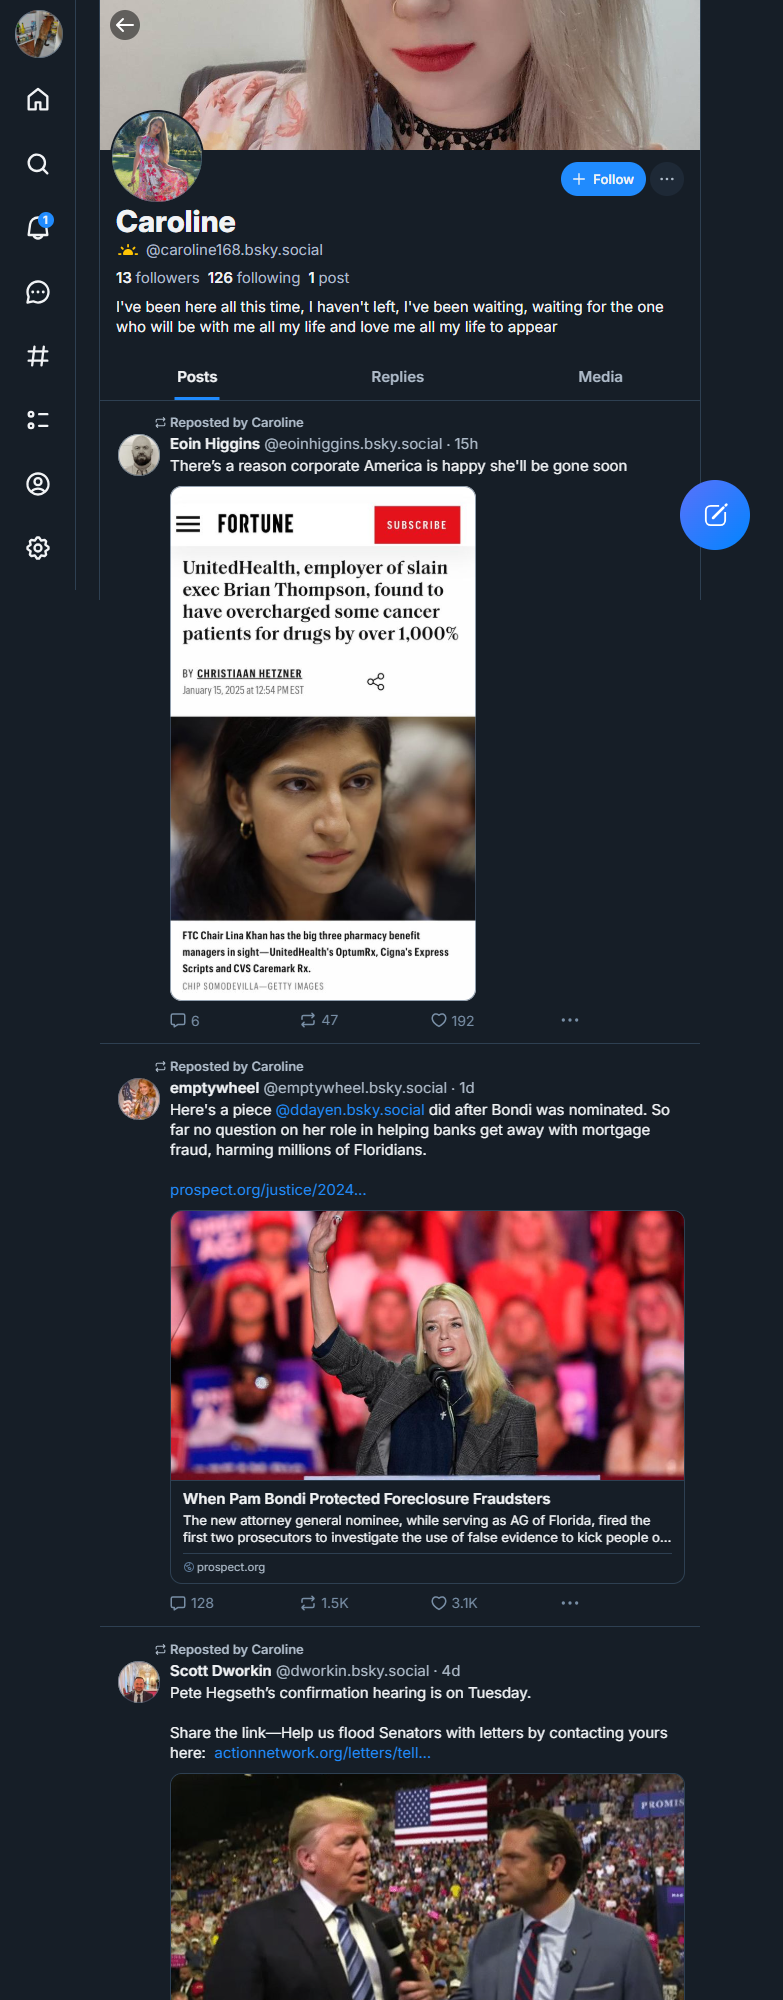 1
+ Follow
Caroline
@caroline168.bsky.social
13 followers 126 following 1 post
I've been here all this time, I haven't left, I've been waiting, waiting for the one
who will be with me all my life and love me all my life to appear
Posts Replies Media
Reposted by Caroline
Eoin Higgins @eoinhiggins.bsky.social · 15h
There's a reason corporate America is happy she'll be gone soon
FORTUNE
SUBSCRIBE
UnitedHealth, employer of slain
exec Brian Thompson, found to
have overcharged some cancer
patients for drugs by over 1,000%
BY CHRISTIAAN HETZNER
January 15, 2025 at 12:54 PM EST
FTC Chair Lina Khan has the big three pharmacy benefit
managers in sight—UnitedHealth's OptumRx, Cigna's Express
Scripts and CVS Caremark Rx.
CHIP SOMODEVILLA—GETTY IMAGES
6 47 192
Reposted by Caroline
emptywheel @emptywheel.bsky.social · 1d
Here's a piece @ddayen.bsky.social did after Bondi was nominated. So
far no question on her role in helping banks get away with mortgage
fraud, harming millions of Floridians.
prospect.org/justice/2024...
When Pam Bondi Protected Foreclosure Fraudsters
The new attorney general nominee, while serving as AG of Florida, fired the
first two prosecutors to investigate the use of false evidence to kick people o...
prospect.org
128 1.5K 3.1K
Reposted by Caroline
Scott Dworkin @dworkin.bsky.social · 4d
Pete Hegseth's confirmation hearing is on Tuesday.
Share the link—Help us flood Senators with letters by contacting yours
here: actionnetwork.org/letters/tell...
PROMIS